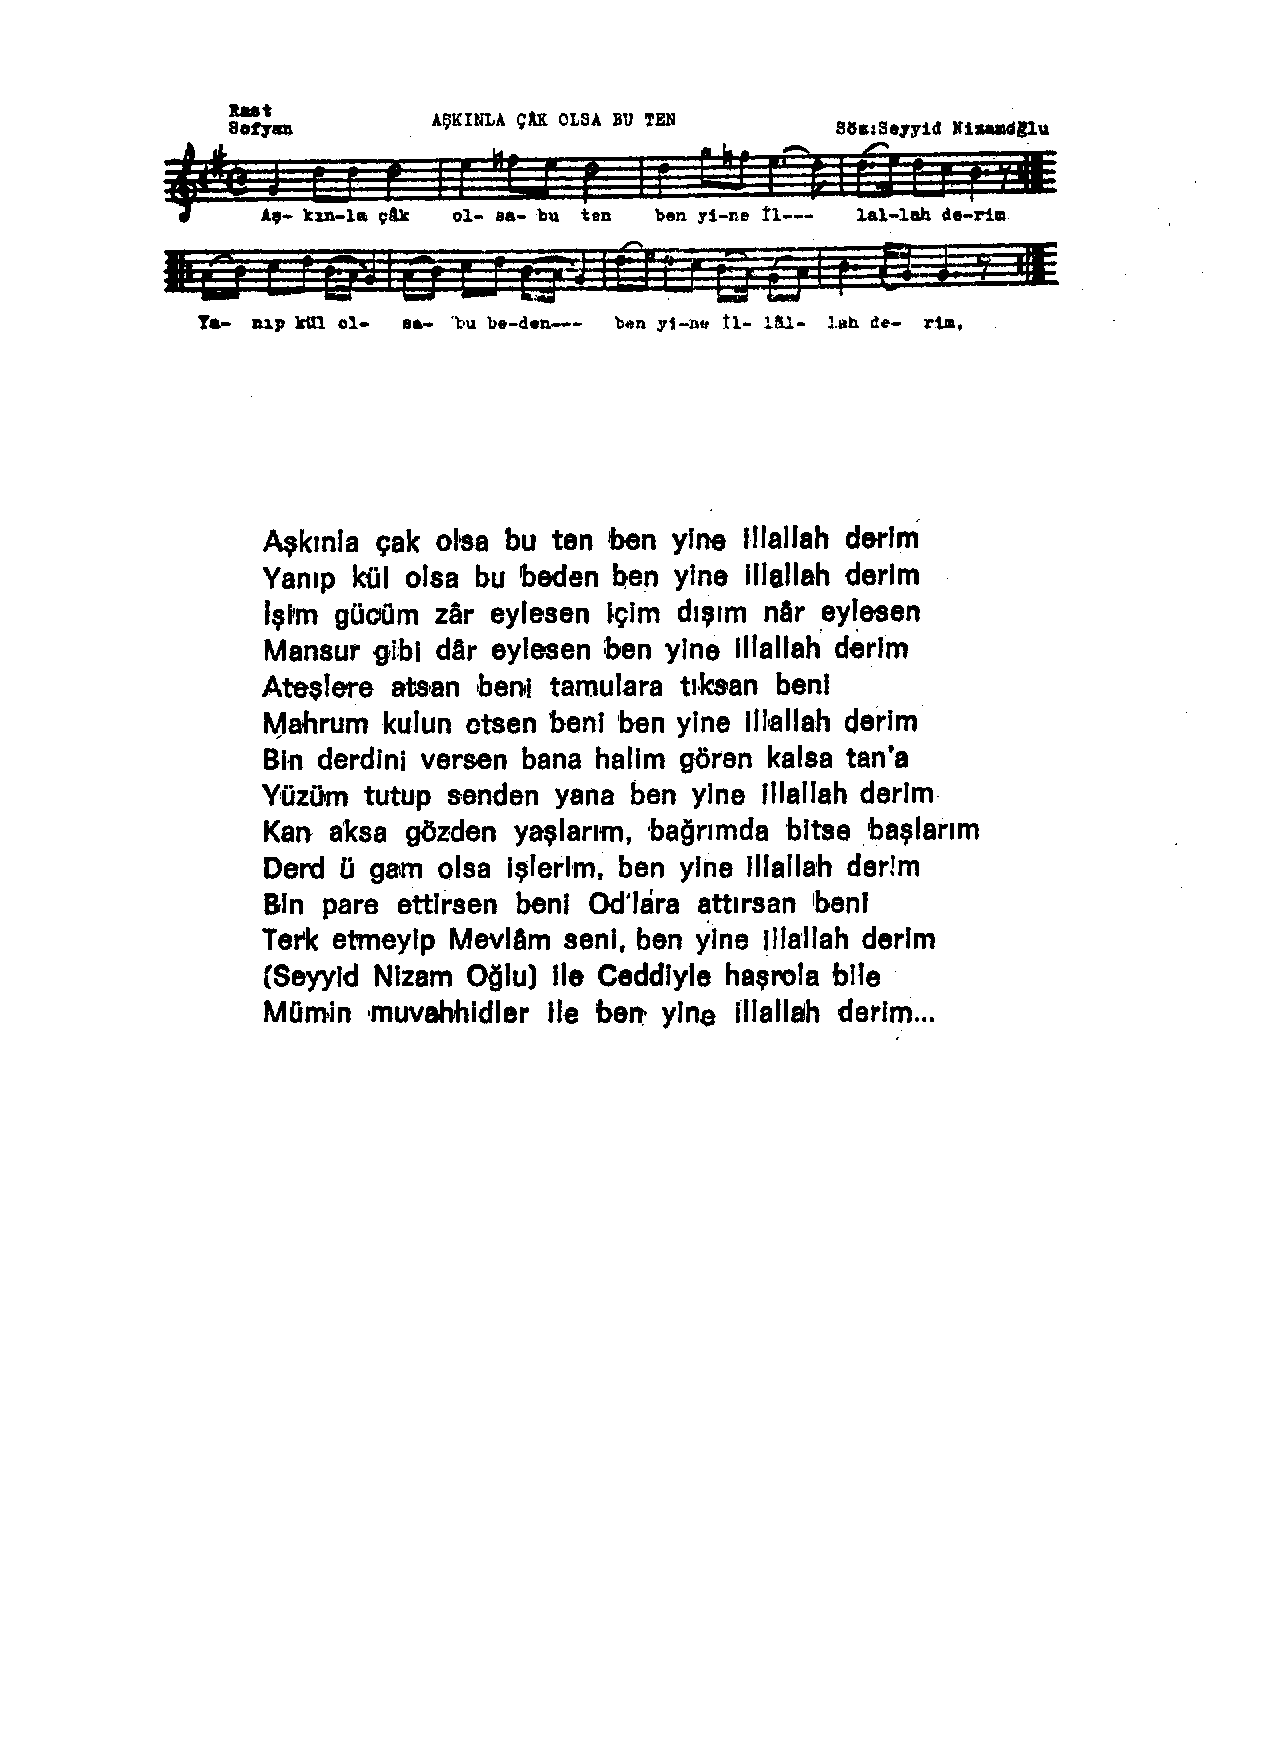 Rast
Sofyan
AŞKINLA ÇÂK OLSA BU TEN
Söz:Seyyid Nizamoğlu
Aş- kın-la çâk ol- sa- bu ten ben yi-ne İl--- lal-lah de-rim
Ya- nıp kül ol- sa- bu be-den--- ben yi-ne İl- lâl- lah de- rim,
Aşkınla çak olsa bu ten ben yine illallah derim
Yanıp kül olsa bu beden ben yine illallah derim
İşim gücüm zâr eylesen içim dışım nâr eylesen
Mansur gibi dâr eylesen ben yine illallah derim
Ateşlere atsan beni tamulara tıksan beni
Mahrum kulun etsen beni ben yine illallah derim
Bin derdini versen bana halim gören kalsa tan'a
Yüzüm tutup senden yana ben yine illallah derim
Kan aksa gözden yaşlarım, bağrımda bitse başlarım
Derd ü gam olsa işlerim, ben yine illallah derim
Bin pare ettirsen beni Od'lara attırsan beni
Terk etmeyip Mevlâm seni, ben yine illallah derim
(Seyyid Nizam Oğlu) ile Ceddiyle haşrola bile
Mümin muvahhidler ile ben yine illallah derim...